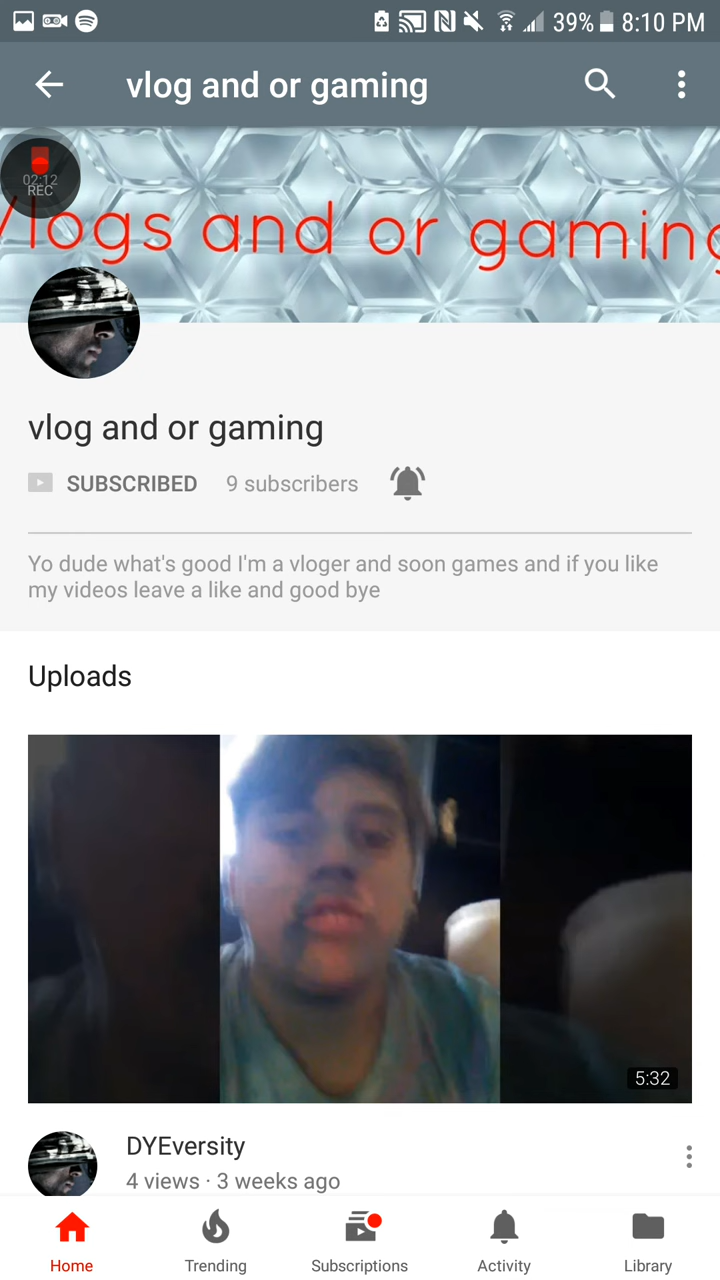 39% 8:10 PM
vlog and or gaming
02:12
REC
Vlogs and or gaming
vlog and or gaming
SUBSCRIBED 9 subscribers
Yo dude what's good I'm a vloger and soon games and if you like
my videos leave a like and good bye
Uploads
5:32
DYEversity
4 views · 3 weeks ago
Home Trending Subscriptions Activity Library